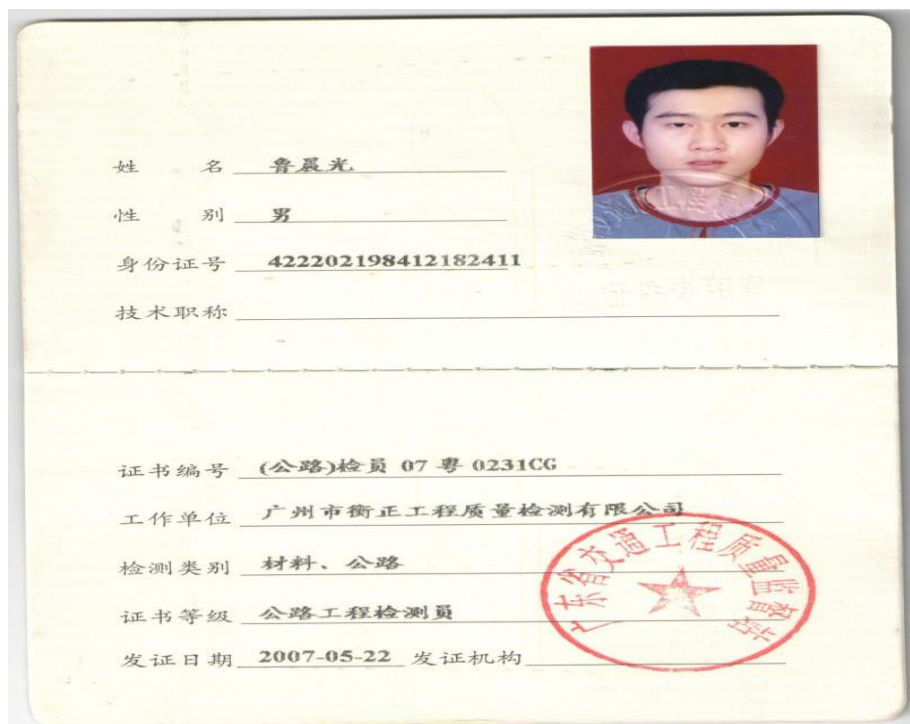 姓 名 鲁晨光
性 别 男
身份证号 422202198412182411
技术职称
证书编号 (公路)检员 07 粤 0231CG
工作单位 广州市衡正工程质量检测有限公司
检测类别 材料、公路
证书等级 公路工程检测员
发证日期 2007-05-22 发证机构
广东省交通工程质量监督站